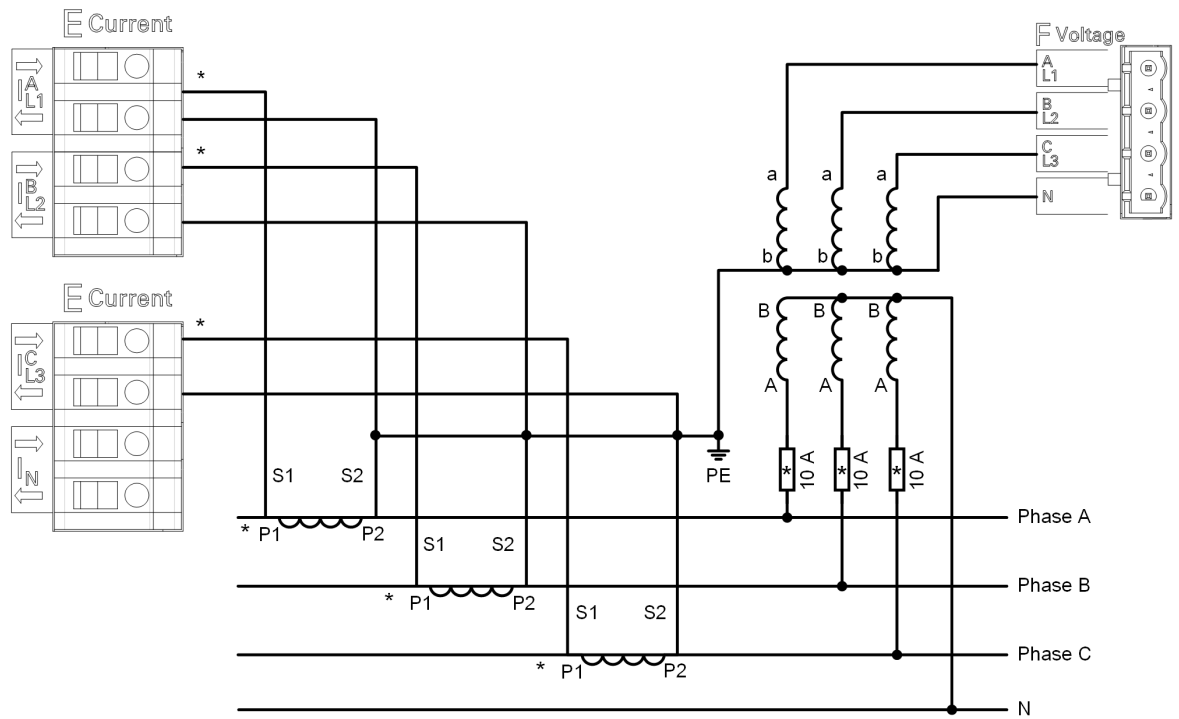 E Current
F Voltage
*
I A L1
A
L1
*
I B L2
B
L2
C
L3
N
a a a
b b b
E Current
*
I C L3
I N
B B B
A A A
* 10 A * 10 A * 10 A
PE
S1 S2
* P1 P2 Phase A
S1 S2
* P1 P2 Phase B
S1 S2
* P1 P2 Phase C
N